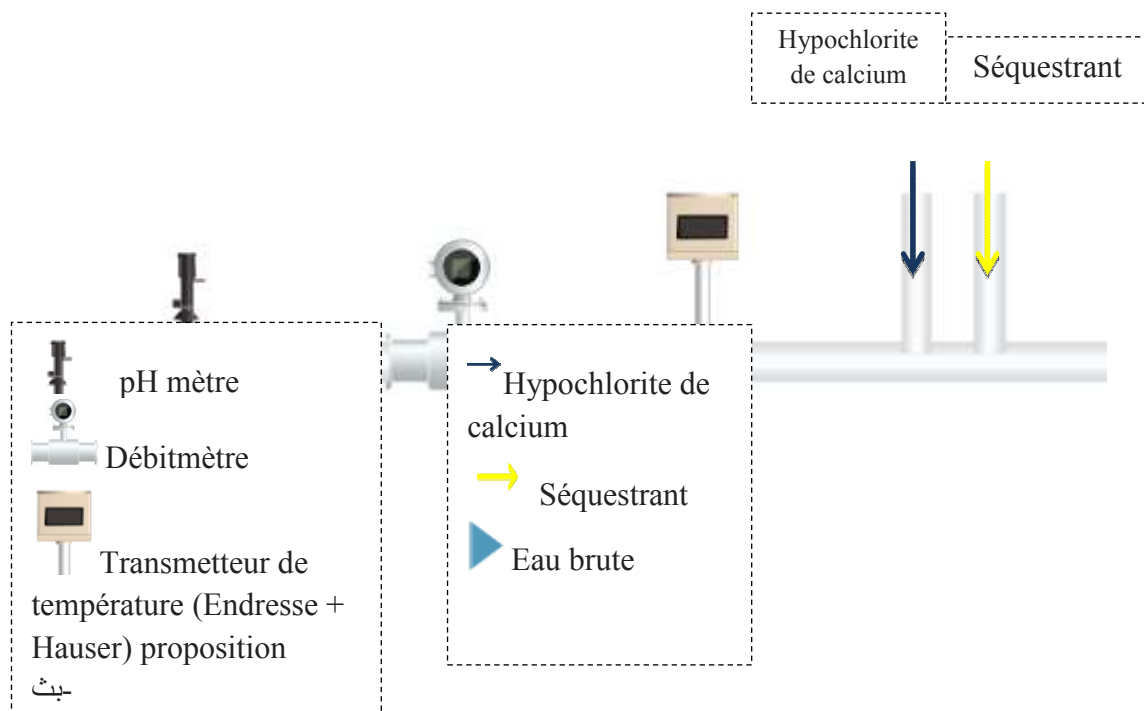 Hypochlorite
de calcium
Séquestrant
pH mètre
Débitmètre
Transmetteur de
température (Endresse +
Hauser) proposition
بىث-
Hypochlorite de
calcium
Séquestrant
Eau brute